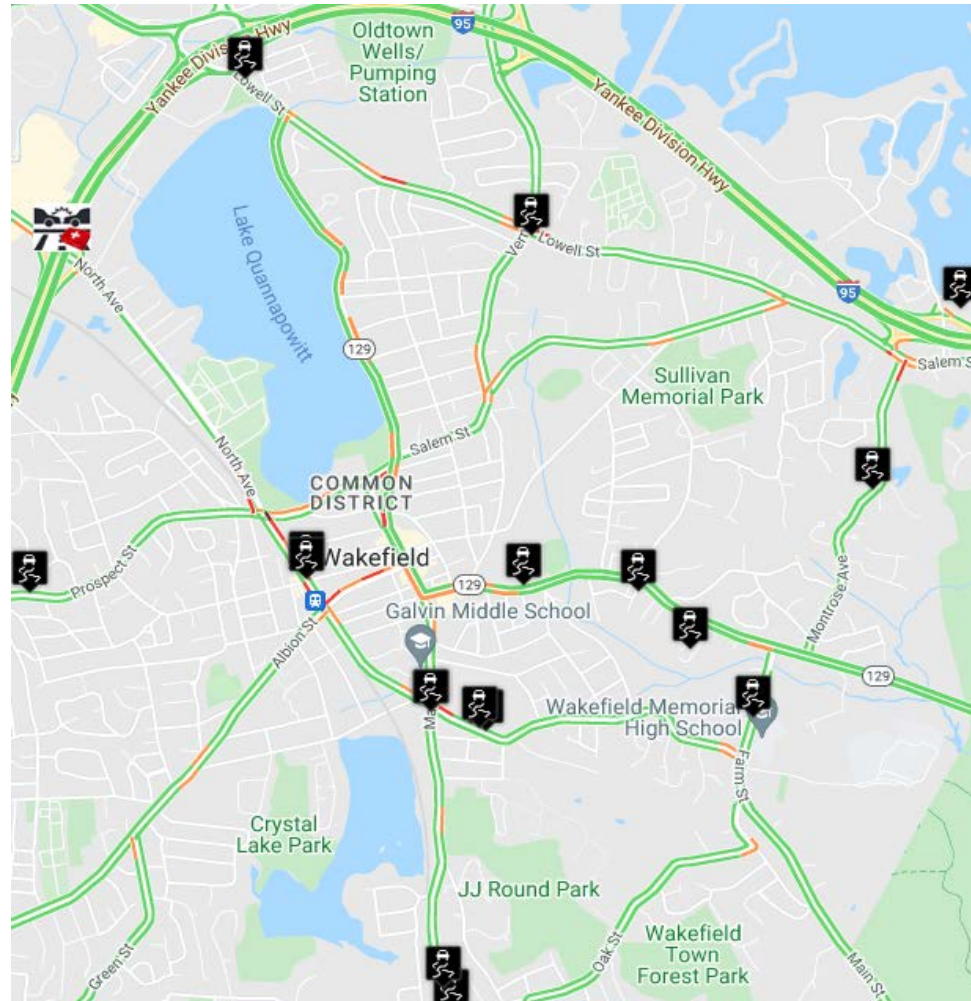 Yankee Division Hwy
95
Oldtown
Wells/
Pumping
Station
Lowell St
Yankee Division Hwy
Lake Quannapowitt
North Ave
Lowell St
95
129
Salem St
Sullivan
Memorial Park
Salem St
North Ave
COMMON
DISTRICT
Prospect St
Wakefield
129
Galvin Middle School
Montrose Ave
Albion St
129
Wakefield Memorial
High School
Farm St
Crystal
Lake Park
JJ Round Park
Green St
Oak St
Wakefield
Town
Forest Park
Main St